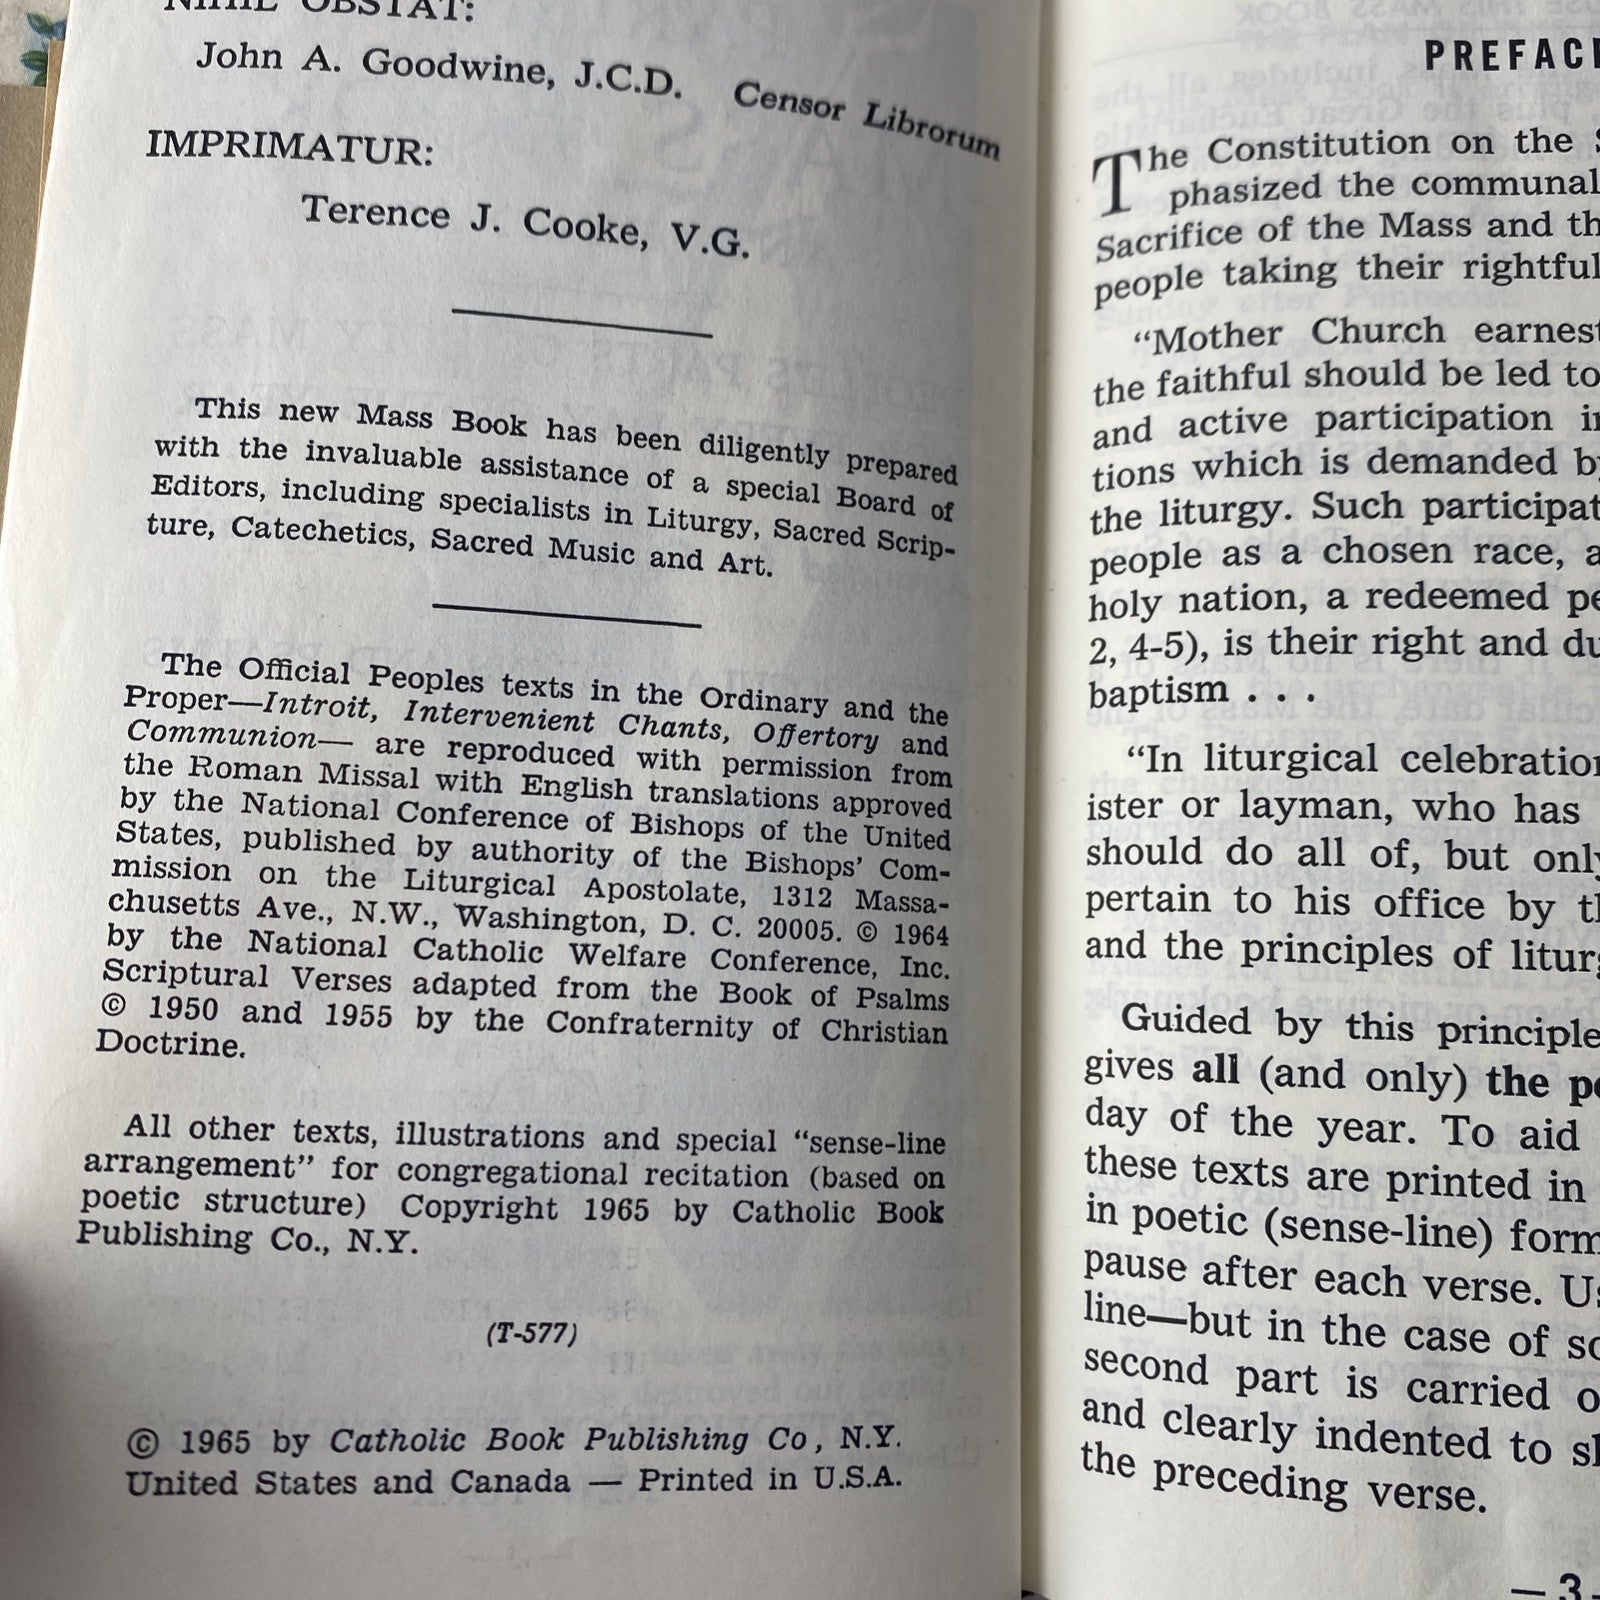 NIHIL OBSTAT:
John A. Goodwine, J.C.D. Censor Librorum
IMPRIMATUR:
Terence J. Cooke, V.G.
This new Mass Book has been diligently prepared
with the invaluable assistance of a special Board of
Editors, including specialists in Liturgy, Sacred Scrip-
ture, Catechetics, Sacred Music and Art.
The Official Peoples texts in the Ordinary and the
Proper—Introit, Intervenient Chants, Offertory and
Communion— are reproduced with permission from
the Roman Missal with English translations approved
by the National Conference of Bishops of the United
States, published by authority of the Bishops' Com-
mission on the Liturgical Apostolate, 1312 Massa-
chusetts Ave., N.W., Washington, D. C. 20005. © 1964
by the National Catholic Welfare Conference, Inc.
Scriptural Verses adapted from the Book of Psalms
© 1950 and 1955 by the Confraternity of Christian
Doctrine.
All other texts, illustrations and special “sense-line
arrangement” for congregational recitation (based on
poetic structure) Copyright 1965 by Catholic Book
Publishing Co., N.Y.
(T-577)
© 1965 by Catholic Book Publishing Co, N.Y.
United States and Canada — Printed in U.S.A.
PREFACE
The Constitution on the
phasized the communal
Sacrifice of the Mass and
people taking their rightful
“Mother Church
the faithful should be led to
and active participation
tions which is demanded
the liturgy. Such
people as a chosen race,
holy nation, a redeemed
2, 4-5), is their right and
baptism . . .
“In liturgical
ister or layman, who has
should do all of, but
pertain to his office by
and the principles of
Guided by this principle
gives all (and only) the
day of the year. To aid
these texts are printed in
in poetic (sense-line)
pause after each verse.
line—but in the case of
second part is carried
and clearly indented to
the preceding verse.
— 3